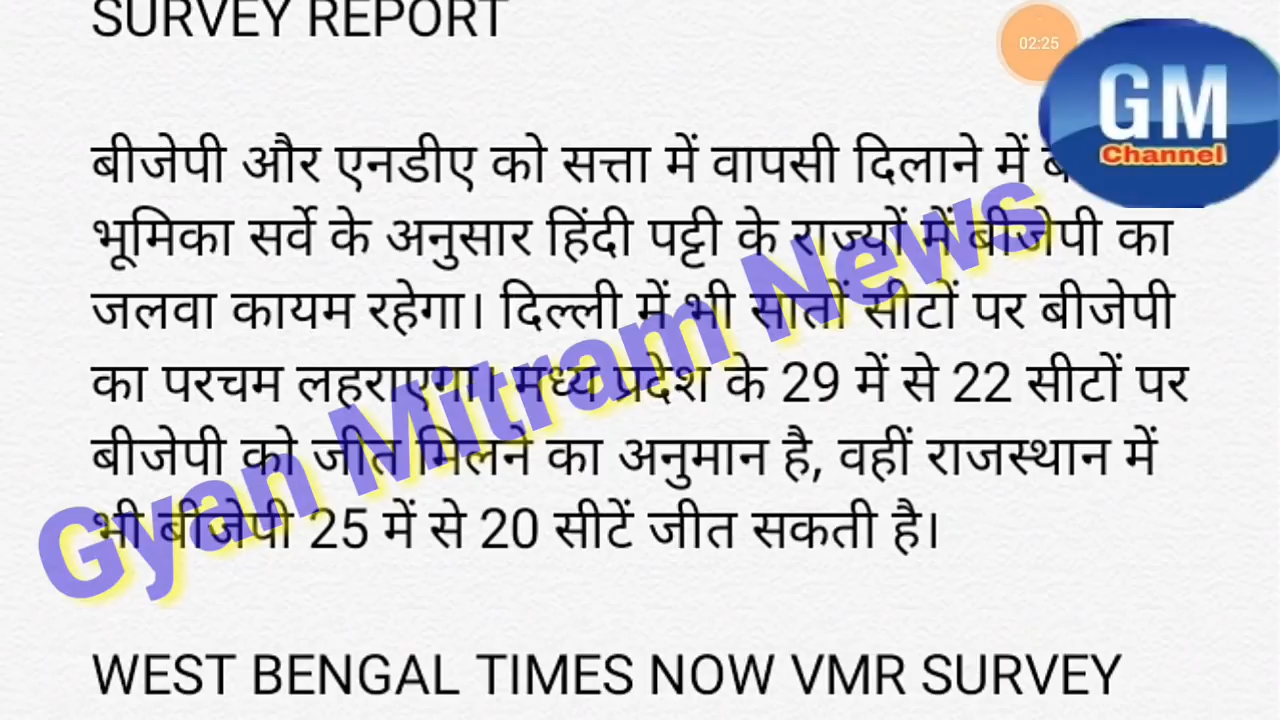 SURVEY REPORT
02:25
GM
Channel
बीजेपी और एनडीए को सत्ता में वापसी दिलाने में
भूमिका सर्वे के अनुसार हिंदी पट्टी के राज्यों में बीजेपी का
जलवा कायम रहेगा। दिल्ली में भी सातों सीटों पर बीजेपी
का परचम लहराएगा। मध्य प्रदेश के 29 में से 22 सीटों पर
बीजेपी को जीत मिलने का अनुमान है, वहीं राजस्थान में
भी बीजेपी 25 में से 20 सीटें जीत सकती है।
Gyan Mitram News
WEST BENGAL TIMES NOW VMR SURVEY